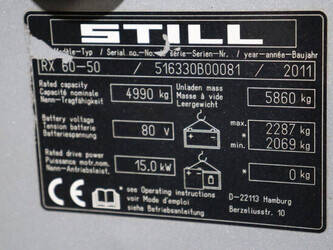 STILL
Modèle-Typ / Serial no.-No. de série-Serien-Nr. / year-année-Baujahr
RX 60-50 / 516330B00081 / 2011
Rated capacity
Capacité nominale
Nenn-Tragfähigkeit
4990 kg
Unladen mass
Masse à vide
Leergewicht
5860 kg
Battery voltage
Tension batterie
Batteriespannung
80 V
max. * 2287 kg
min. * 2069 kg
Rated drive power
Puissance motr.nom.
Nenn-Antriebsleist.
15.0 kW
* 0 kg
CE
* see Operating instructions
voir Mode d'emploi
siehe Betriebsanleitung
D-22113 Hamburg
Berzeliusstr. 10